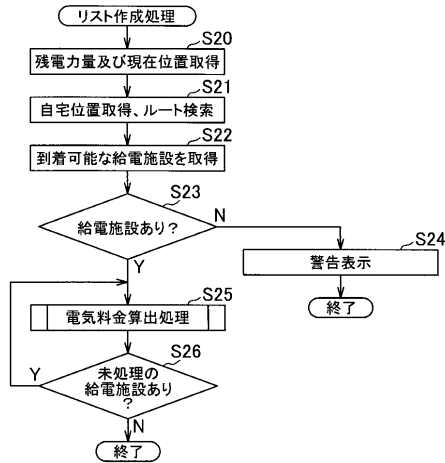 リスト作成処理
S20
残電力量及び現在位置取得
S21
自宅位置取得、ルート検索
S22
到着可能な給電施設を取得
S23
給電施設あり？
N
Y
S24
警告表示
終了
S25
電気料金算出処理
S26
未処理の
給電施設あり
？
Y
N
終了